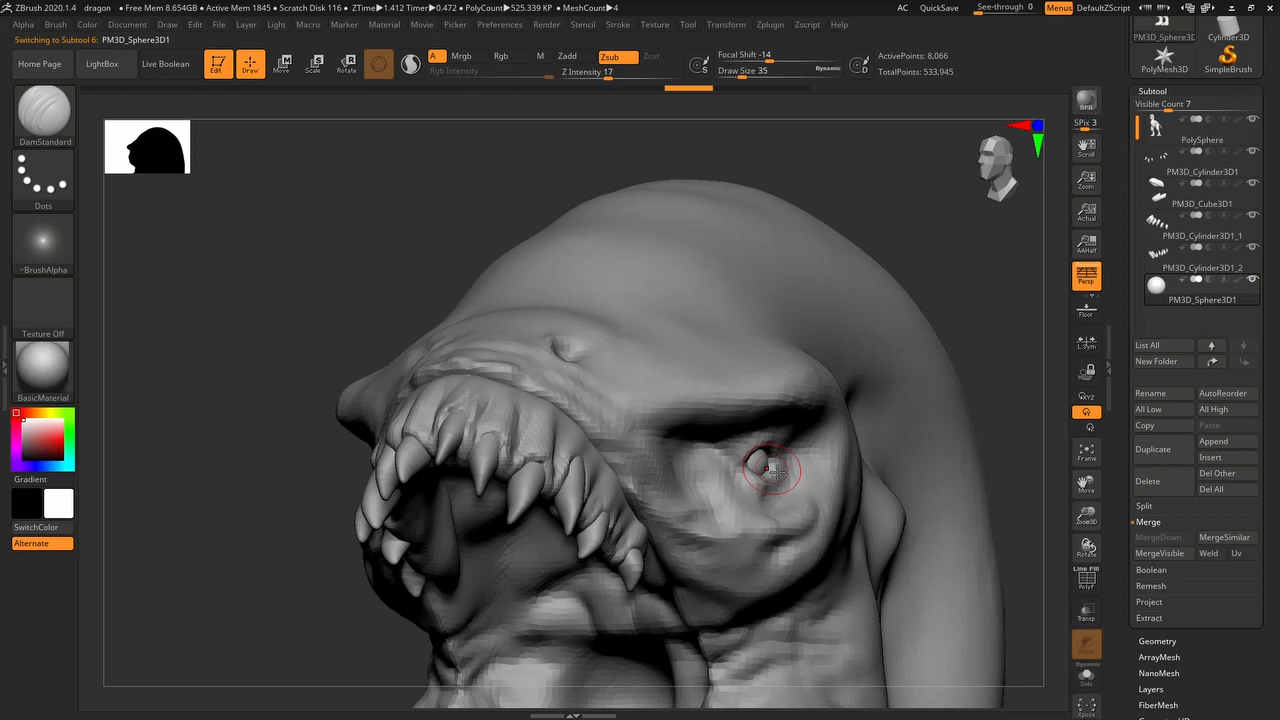 ZBrush 2020.1.4 dragon • Free Mem 8.654GB • Active Mem 1845 • Scratch Disk 116 • ZTime▶1.412 Timer▶0.472 • PolyCount▶525.339 KP • MeshCount▶4 AC QuickSave See-through 0 Menus DefaultZScript
Alpha Brush Color Document Draw Edit File Layer Light Macro Marker Material Movie Picker Preferences Render Stencil Stroke Texture Tool Transform Zplugin Zscript Help
Switching to Subtool 6: PM3D_Sphere3D1
Home Page LightBox Live Boolean Edit Draw Move Scale Rotate
A Mrgb Rgb M Zadd Zsub Zcut
Rgb Intensity Z Intensity 17
Focal Shift -14
Draw Size 35 Dynamic
ActivePoints: 8,066
TotalPoints: 533,945
DamStandard
Dots
~BrushAlpha
Texture Off
BasicMaterial
Gradient
SwitchColor
Alternate
BPR
SPix 3
Scroll
Zoom
Actual
AAHalf
Persp
Floor
L.Sym
XYZ
Frame
Move
Zoom3D
Rotate
Line Fill
PolyF
Transp
Dynamic
Solo
Xpose
PM3D_Sphere3D Cylinder3D
PolyMesh3D SimpleBrush
Subtool
Visible Count 7
PolySphere
PM3D_Cylinder3D1
PM3D_Cube3D1
PM3D_Cylinder3D1_1
PM3D_Cylinder3D1_2
PM3D_Sphere3D1
List All
New Folder
Rename AutoReorder
All Low All High
Copy Paste
Duplicate Append
Insert
Delete Del Other
Del All
Split
Merge
MergeDown MergeSimilar
MergeVisible Weld Uv
Boolean
Remesh
Project
Extract
Geometry
ArrayMesh
NanoMesh
Layers
FiberMesh